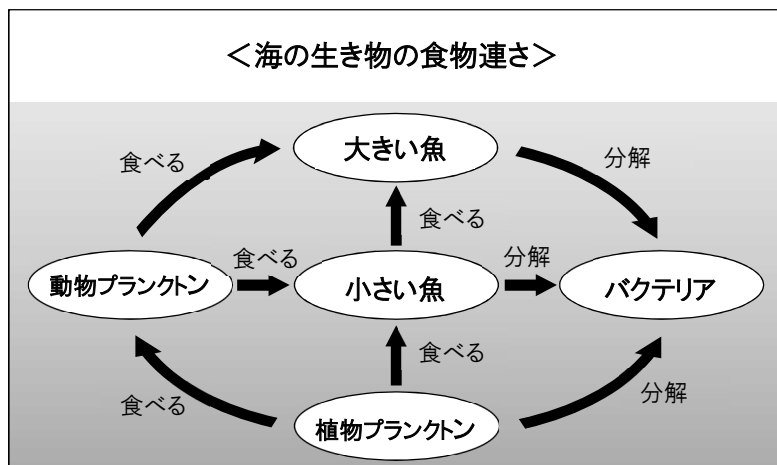 ＜海の生き物の食物連さ＞
大きい魚
食べる
分解
食べる
動物プランクトン
食べる
小さい魚
分解
バクテリア
食べる
食べる
分解
植物プランクトン